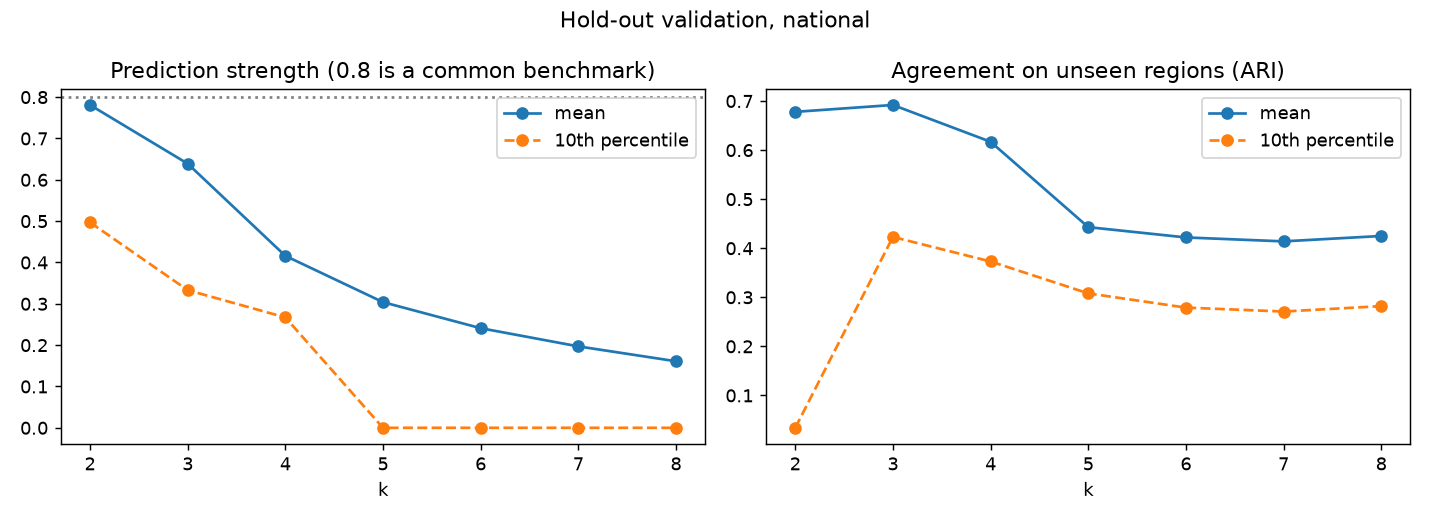 Hold-out validation, national
Prediction strength (0.8 is a common benchmark)
0.8
0.7
0.6
0.5
0.4
0.3
0.2
0.1
0.0
mean
10th percentile
2 3 4 5 6 7 8
k
Agreement on unseen regions (ARI)
0.7
0.6
0.5
0.4
0.3
0.2
0.1
mean
10th percentile
2 3 4 5 6 7 8
k